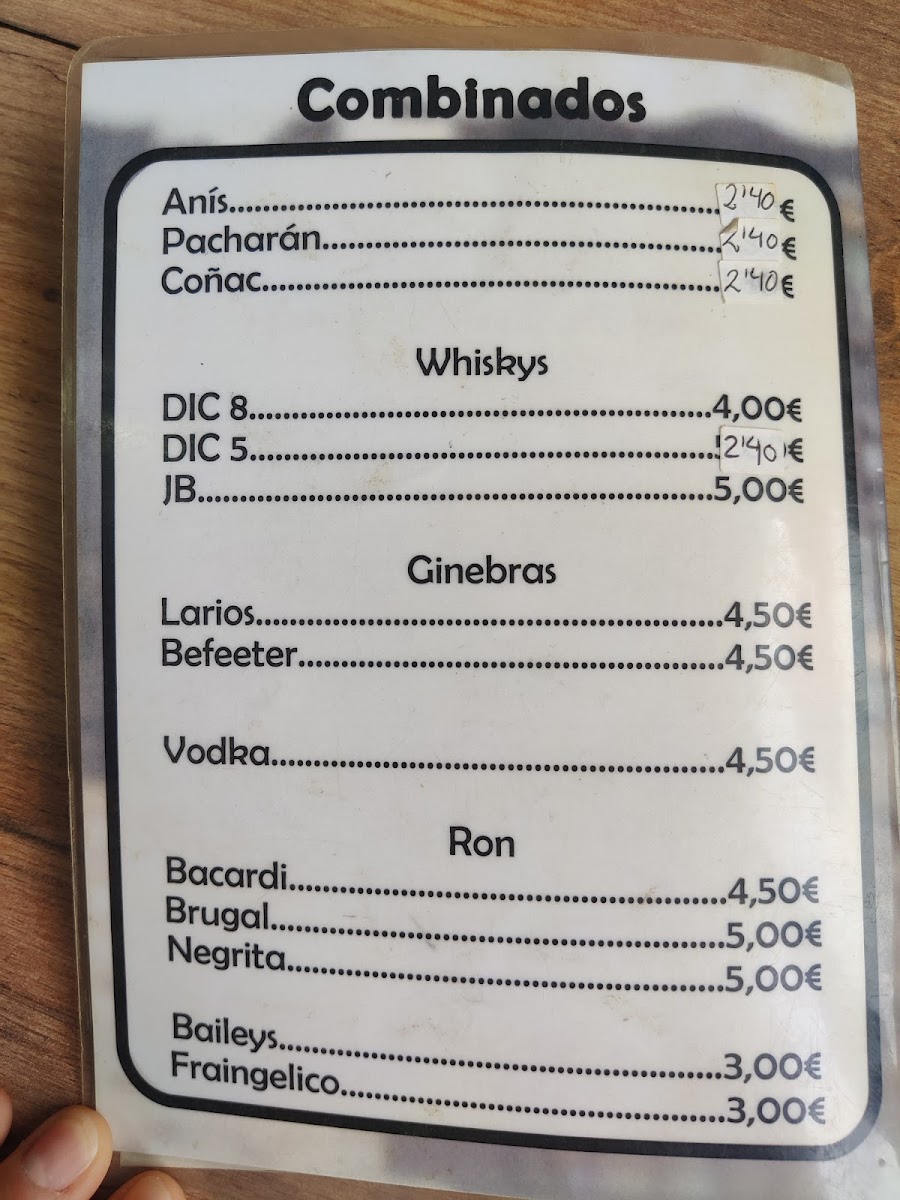 Combinados
Anís........2'40€
Pacharán........2'40€
Coñac........2'40€
Whiskys
DIC 8........4,00€
DIC 5........2'40€
JB........5,00€
Ginebras
Larios........4,50€
Befeeter........4,50€
Vodka........4,50€
Ron
Bacardi........4,50€
Brugal........5,00€
Negrita........5,00€
Baileys........3,00€
Fraingelico........3,00€